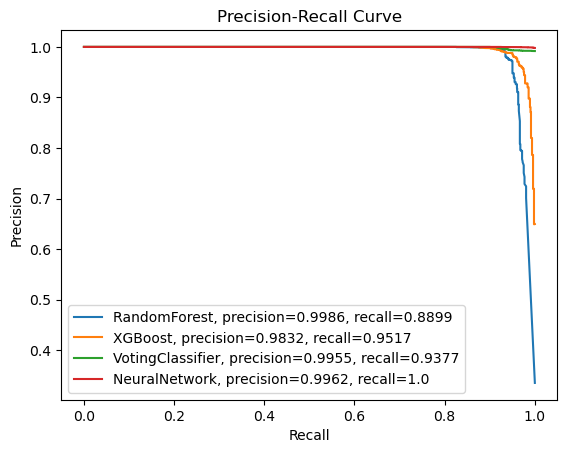 Precision-Recall Curve
Precision
1.0
0.9
0.8
0.7
0.6
0.5
0.4
RandomForest, precision=0.9986, recall=0.8899
XGBoost, precision=0.9832, recall=0.9517
VotingClassifier, precision=0.9955, recall=0.9377
NeuralNetwork, precision=0.9962, recall=1.0
0.0 0.2 0.4 0.6 0.8 1.0
Recall